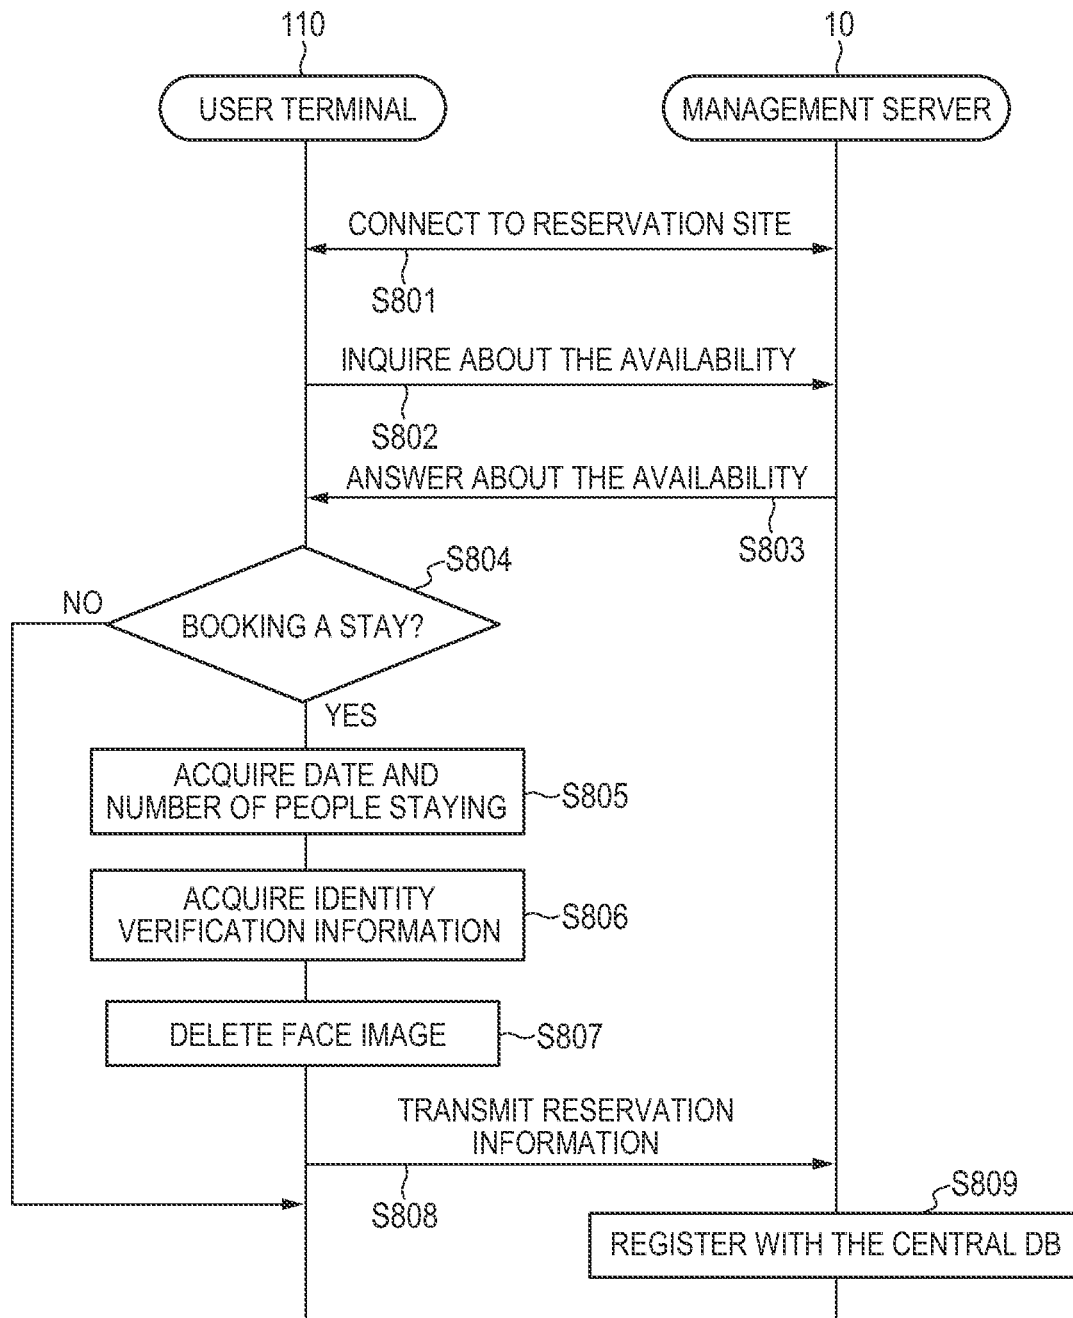 110
10
USER TERMINAL
MANAGEMENT SERVER
CONNECT TO RESERVATION SITE
S801
INQUIRE ABOUT THE AVAILABILITY
S802
ANSWER ABOUT THE AVAILABILITY
S803
S804
NO
BOOKING A STAY?
YES
ACQUIRE DATE AND
NUMBER OF PEOPLE STAYING
S805
ACQUIRE IDENTITY
VERIFICATION INFORMATION
S806
DELETE FACE IMAGE
S807
TRANSMIT RESERVATION
INFORMATION
S808
S809
REGISTER WITH THE CENTRAL DB